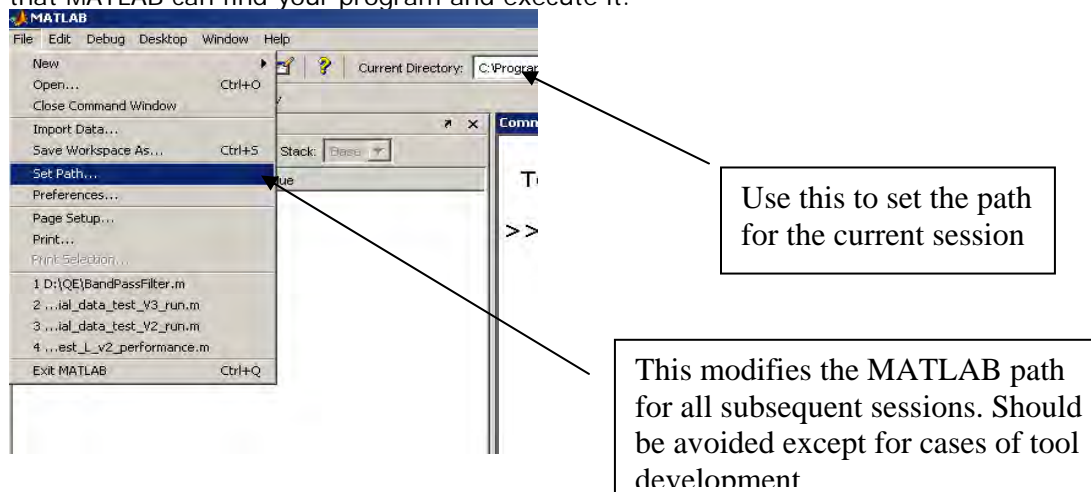 that MATLAB can find your program and execute it.
MATLAB
File Edit Debug Desktop Window Help
New
Open... Ctrl+O
Close Command Window
Import Data...
Save Workspace As... Ctrl+S
Set Path...
Preferences...
Page Setup...
Print...
Print Selection...
1 D:\QE\BandPassFilter.m
2 ...ial_data_test_V3_run.m
3 ...ial_data_test_V2_run.m
4 ...est_L_v2_performance.m
Exit MATLAB Ctrl+Q
Current Directory: C:\Progra
Stack: Base
ue
Comm
T
>>
Use this to set the path
for the current session
This modifies the MATLAB path
for all subsequent sessions. Should
be avoided except for cases of tool
development